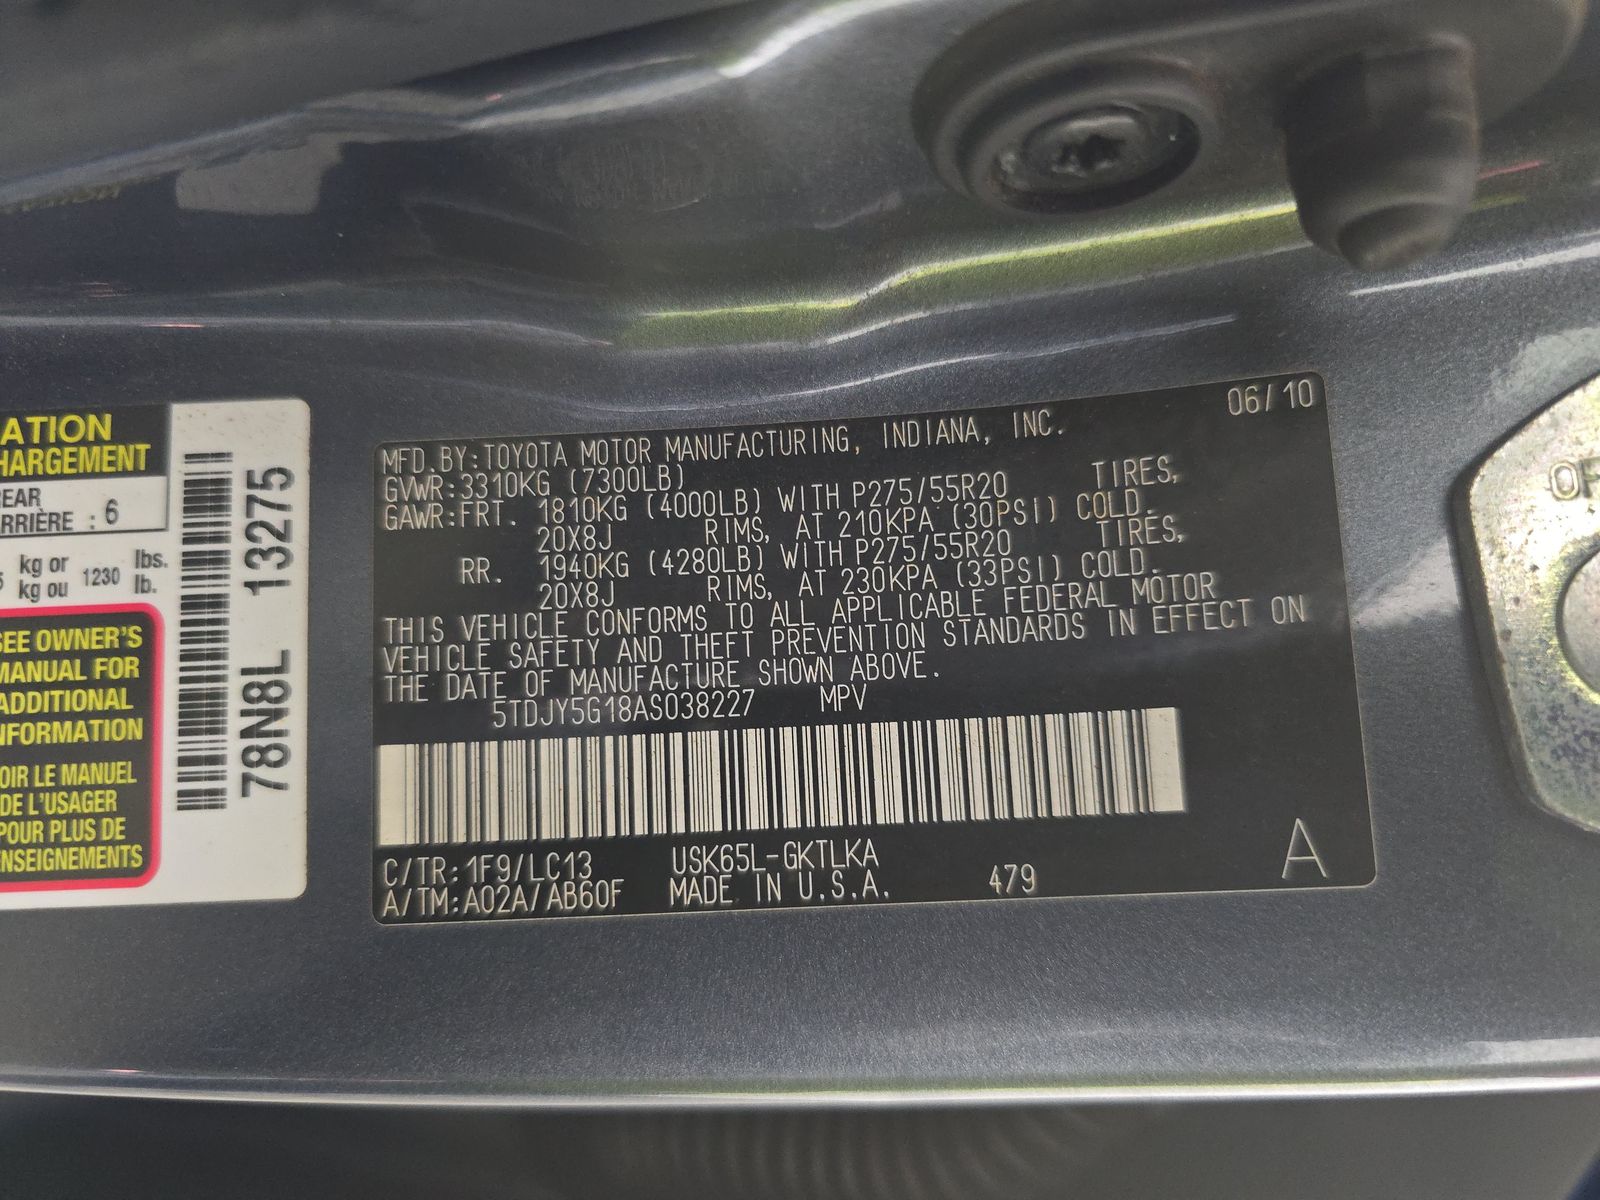 ATION
HARGEMENT
REAR
RRIÈRE : 6
kg or 1230 lbs.
kg ou lb.
SEE OWNER'S
MANUAL FOR
ADDITIONAL
NFORMATION
OIR LE MANUEL
DE L'USAGER
POUR PLUS DE
ENSEIGNEMENTS
78N8L 13275
06/10
MFD.BY:TOYOTA MOTOR MANUFACTURING, INDIANA, INC.
GVWR:3310KG (7300LB)
GAWR:FRT. 1810KG (4000LB) WITH P275/55R20 TIRES,
20X8J RIMS, AT 210KPA (30PSI) COLD.
RR. 1940KG (4280LB) WITH P275/55R20 TIRES,
20X8J RIMS, AT 230KPA (33PSI) COLD.
THIS VEHICLE CONFORMS TO ALL APPLICABLE FEDERAL MOTOR
VEHICLE SAFETY AND THEFT PREVENTION STANDARDS IN EFFECT ON
THE DATE OF MANUFACTURE SHOWN ABOVE.
5TDJY5G18AS038227 MPV
C/TR:1F9/LC13 USK65L-GKTLKA
A/TM:A02A/AB60F MADE IN U.S.A. 479
A